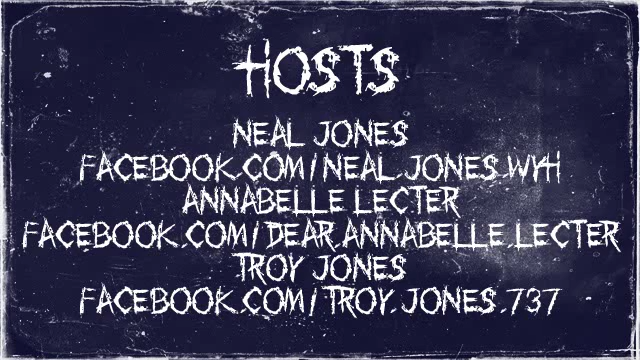 HOSTS
NEAL JONES
FACEBOOK.COM/NEAL.JONES.WYH
ANNABELLE LECTER
FACEBOOK.COM/DEAR.ANNABELLE.LECTER
TROY JONES
FACEBOOK.COM/TROY.JONES.737